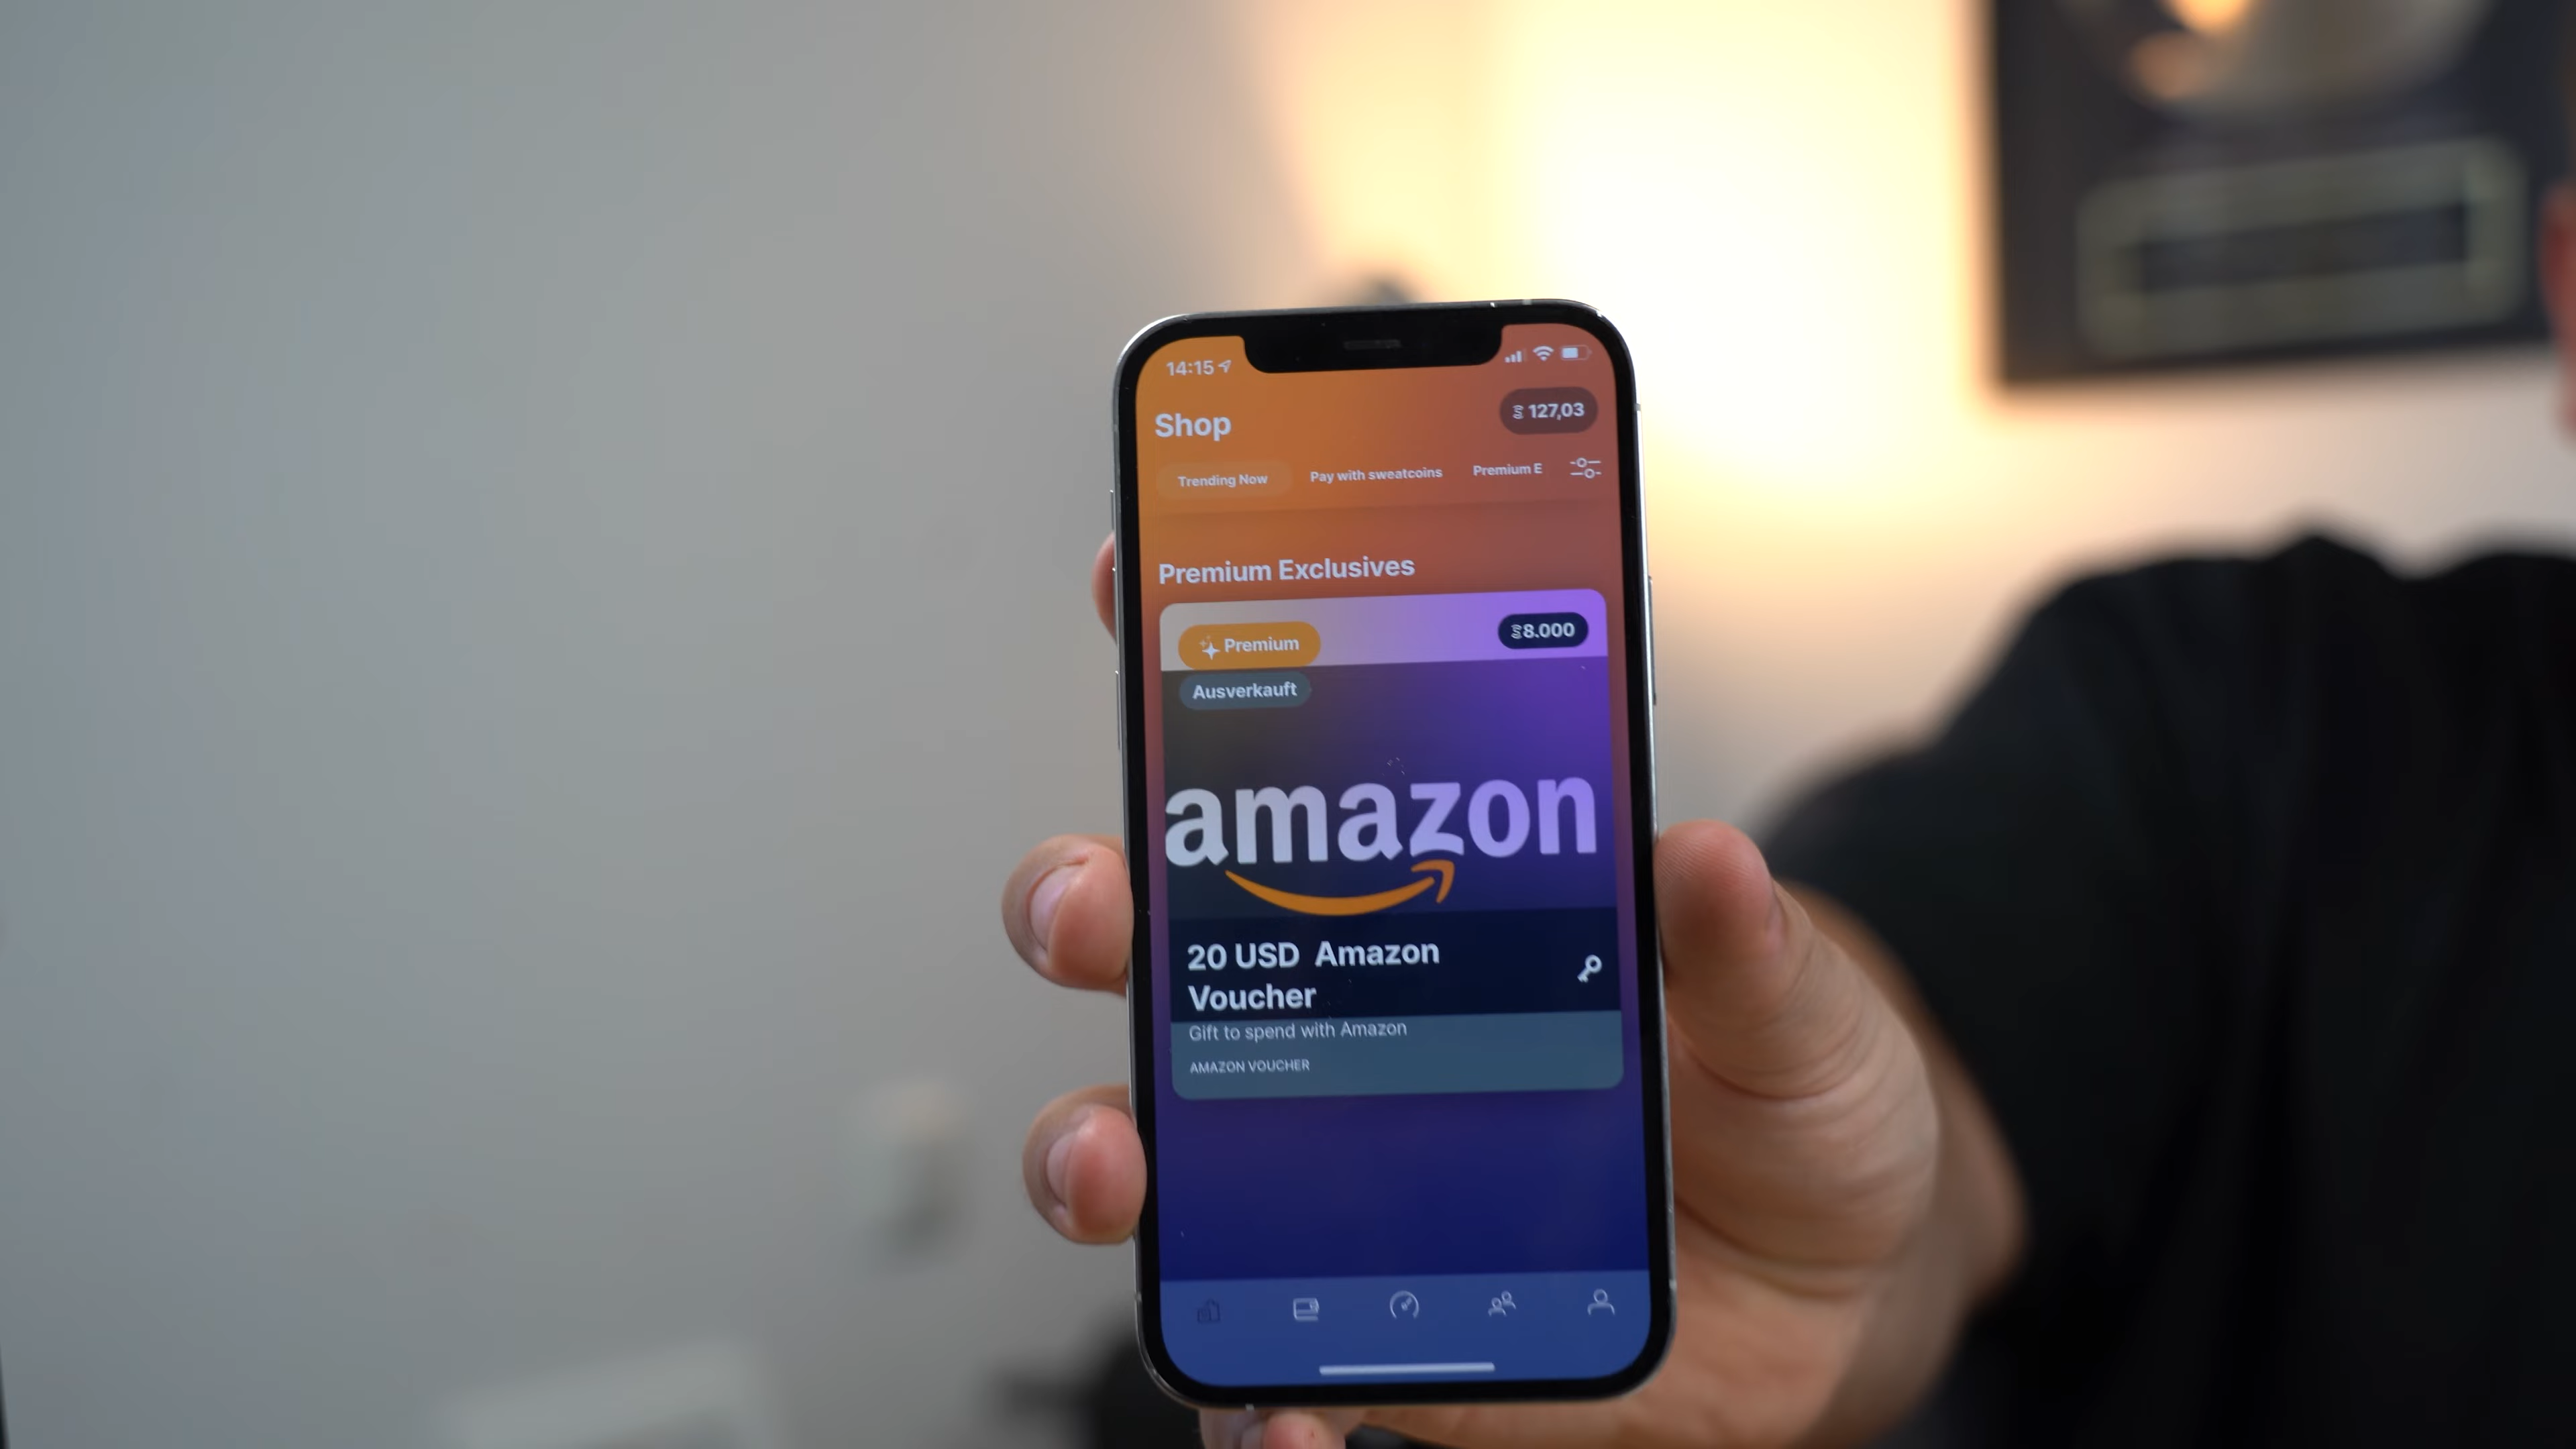 14:15
Shop
127,03
Trending Now
Pay with sweatcoins
Premium E
Premium Exclusives
Premium
8.000
Ausverkauft
amazon
20 USD Amazon
Voucher
Gift to spend with Amazon
AMAZON VOUCHER